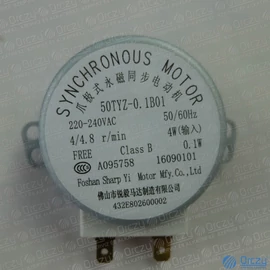 SYNCHRONOUS MOTOR
爪极式永磁同步电动机
50TYZ-0.1B01
220-240VAC 50/60Hz
4/4.8 r/min 4W(输入)
FREE Class B 0.1W
A095758 16090101
Foshan Sharp Yi Motor MFG.Co.
佛山市锐毅马达制造有限公司
432E802600002
Qiczy